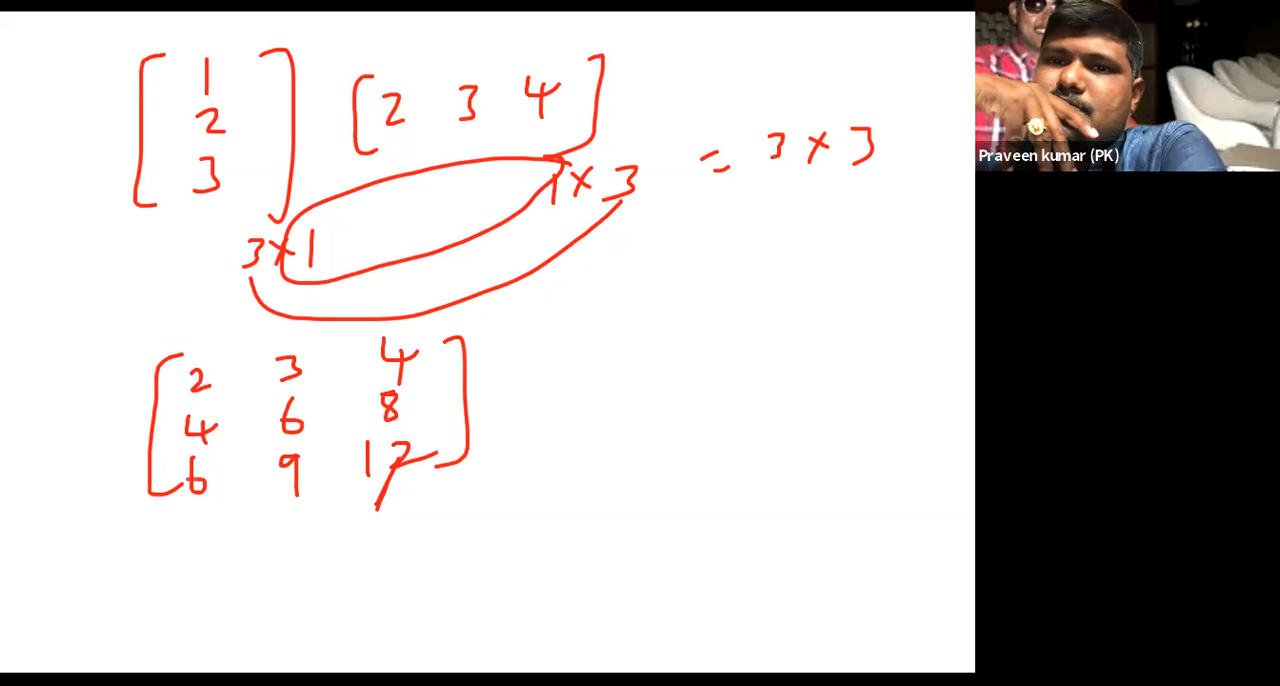 1
2
3
[ 2 3 4 ]
1 x 3
= 3 x 3
3 x 1
2 3 4
4 6 8
6 9 12
Praveen kumar (PK)